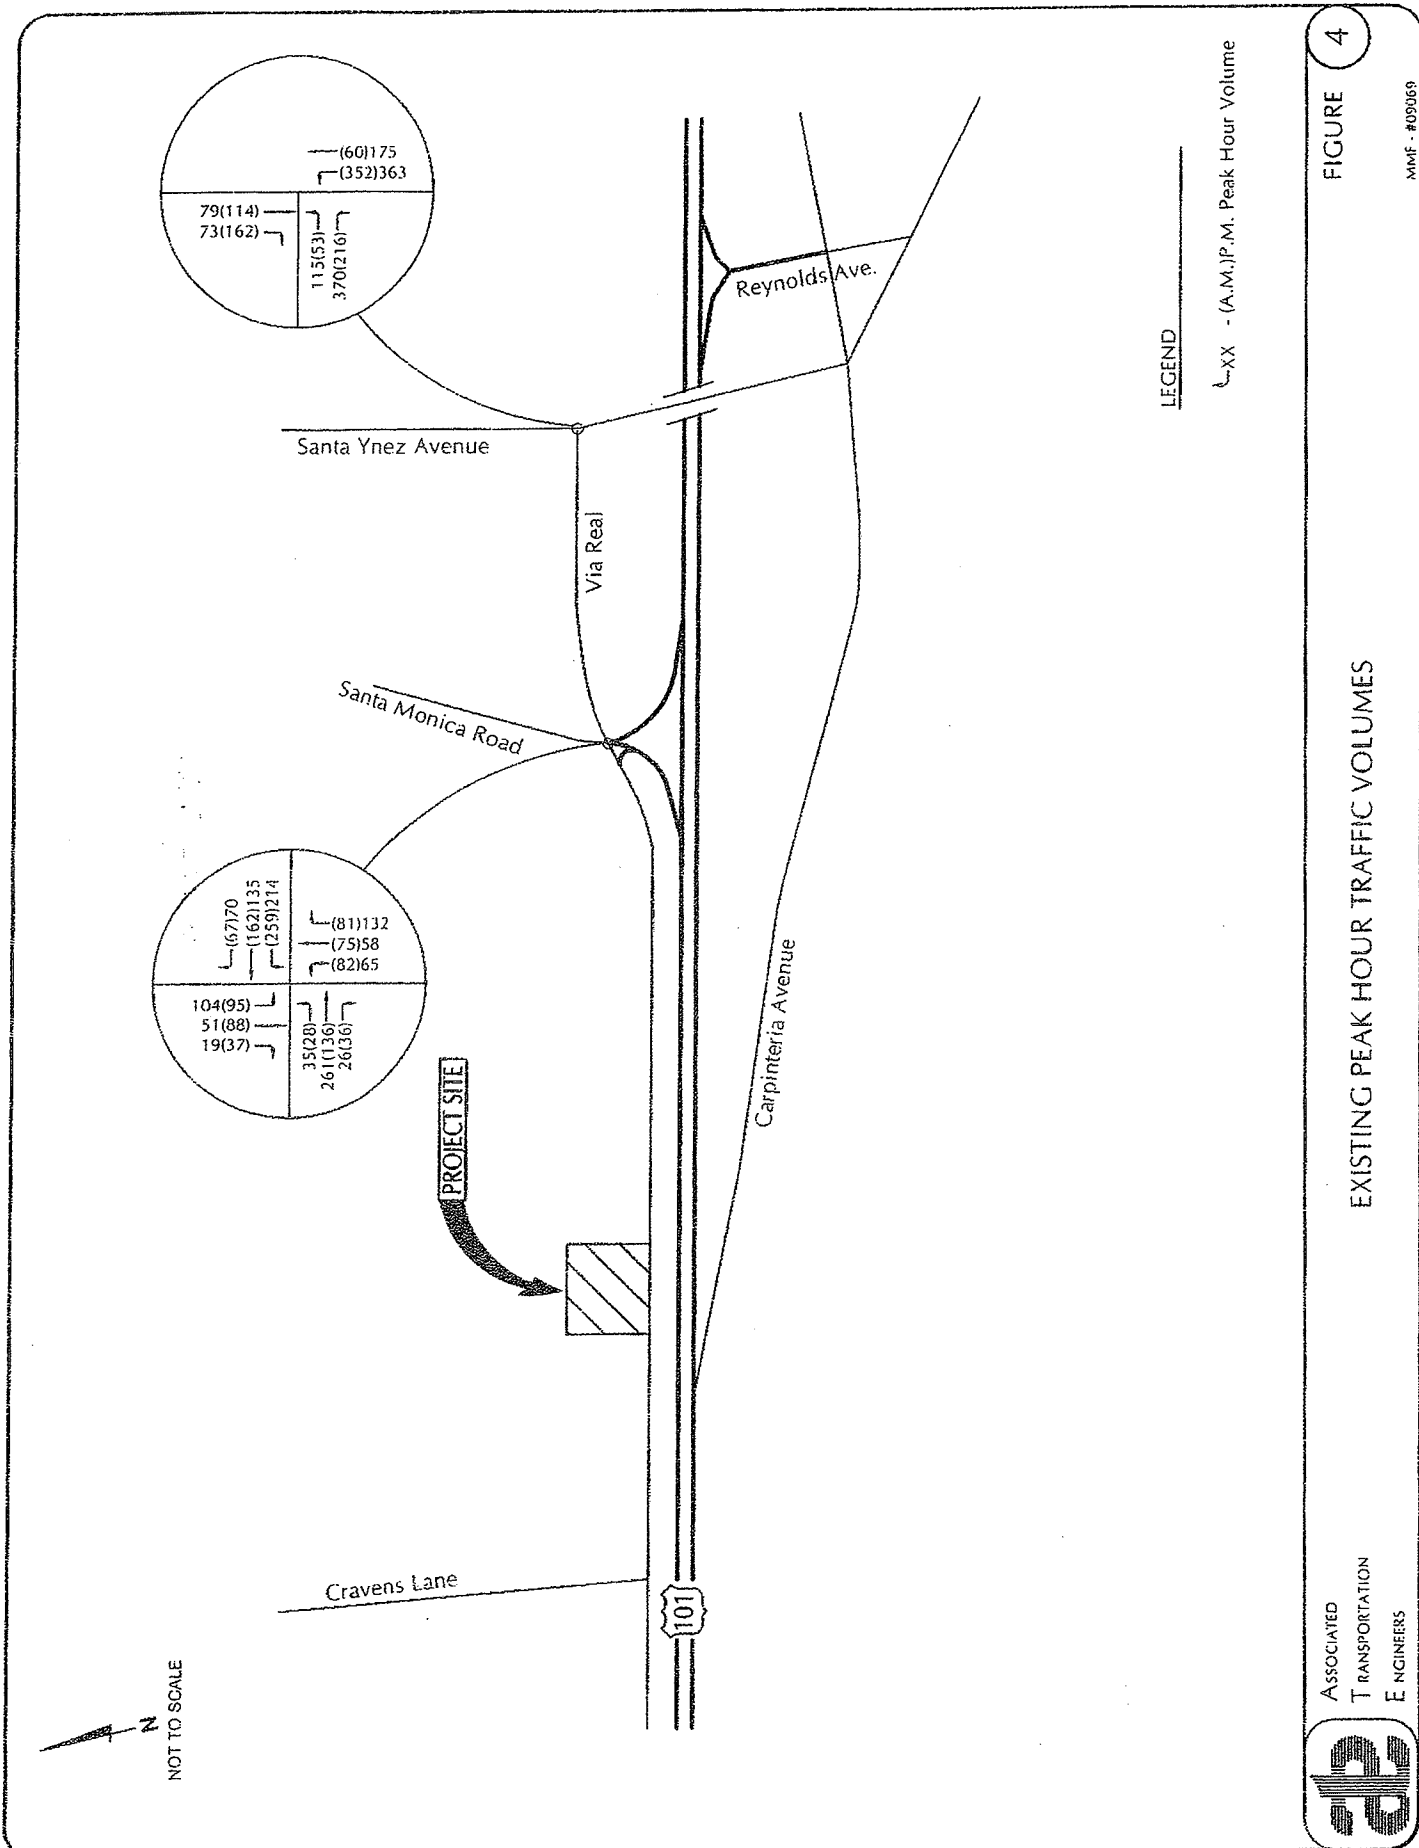 N
NOT TO SCALE
Cravens Lane
101
PROJECT SITE
104(95)
51(88)
19(37)
(67)70
(162)135
(259)214
(81)132
(75)58
(82)65
35(28)
261(136)
26(36)
Santa Monica Road
Via Real
Santa Ynez Avenue
79(114)
73(162)
(60)175
(352)363
115(53)
370(216)
Reynolds Ave.
Carpinteria Avenue
LEGEND
XX - (A.M.)P.M. Peak Hour Volume
ASSOCIATED
TRANSPORTATION
ENGINEERS
EXISTING PEAK HOUR TRAFFIC VOLUMES
FIGURE 4
MMF - #09069